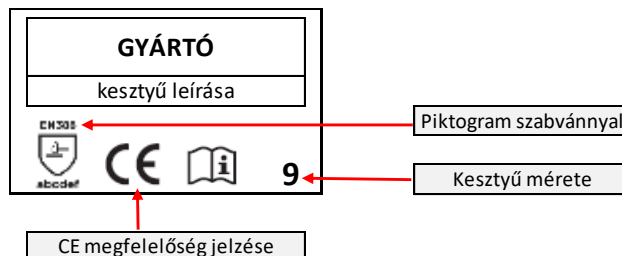 GYÁRTÓ
kesztyű leírása
EN388
Piktogram szabvánnyal
abcdef
CE
i
9
Kesztyű mérete
CE megfelelőség jelzése